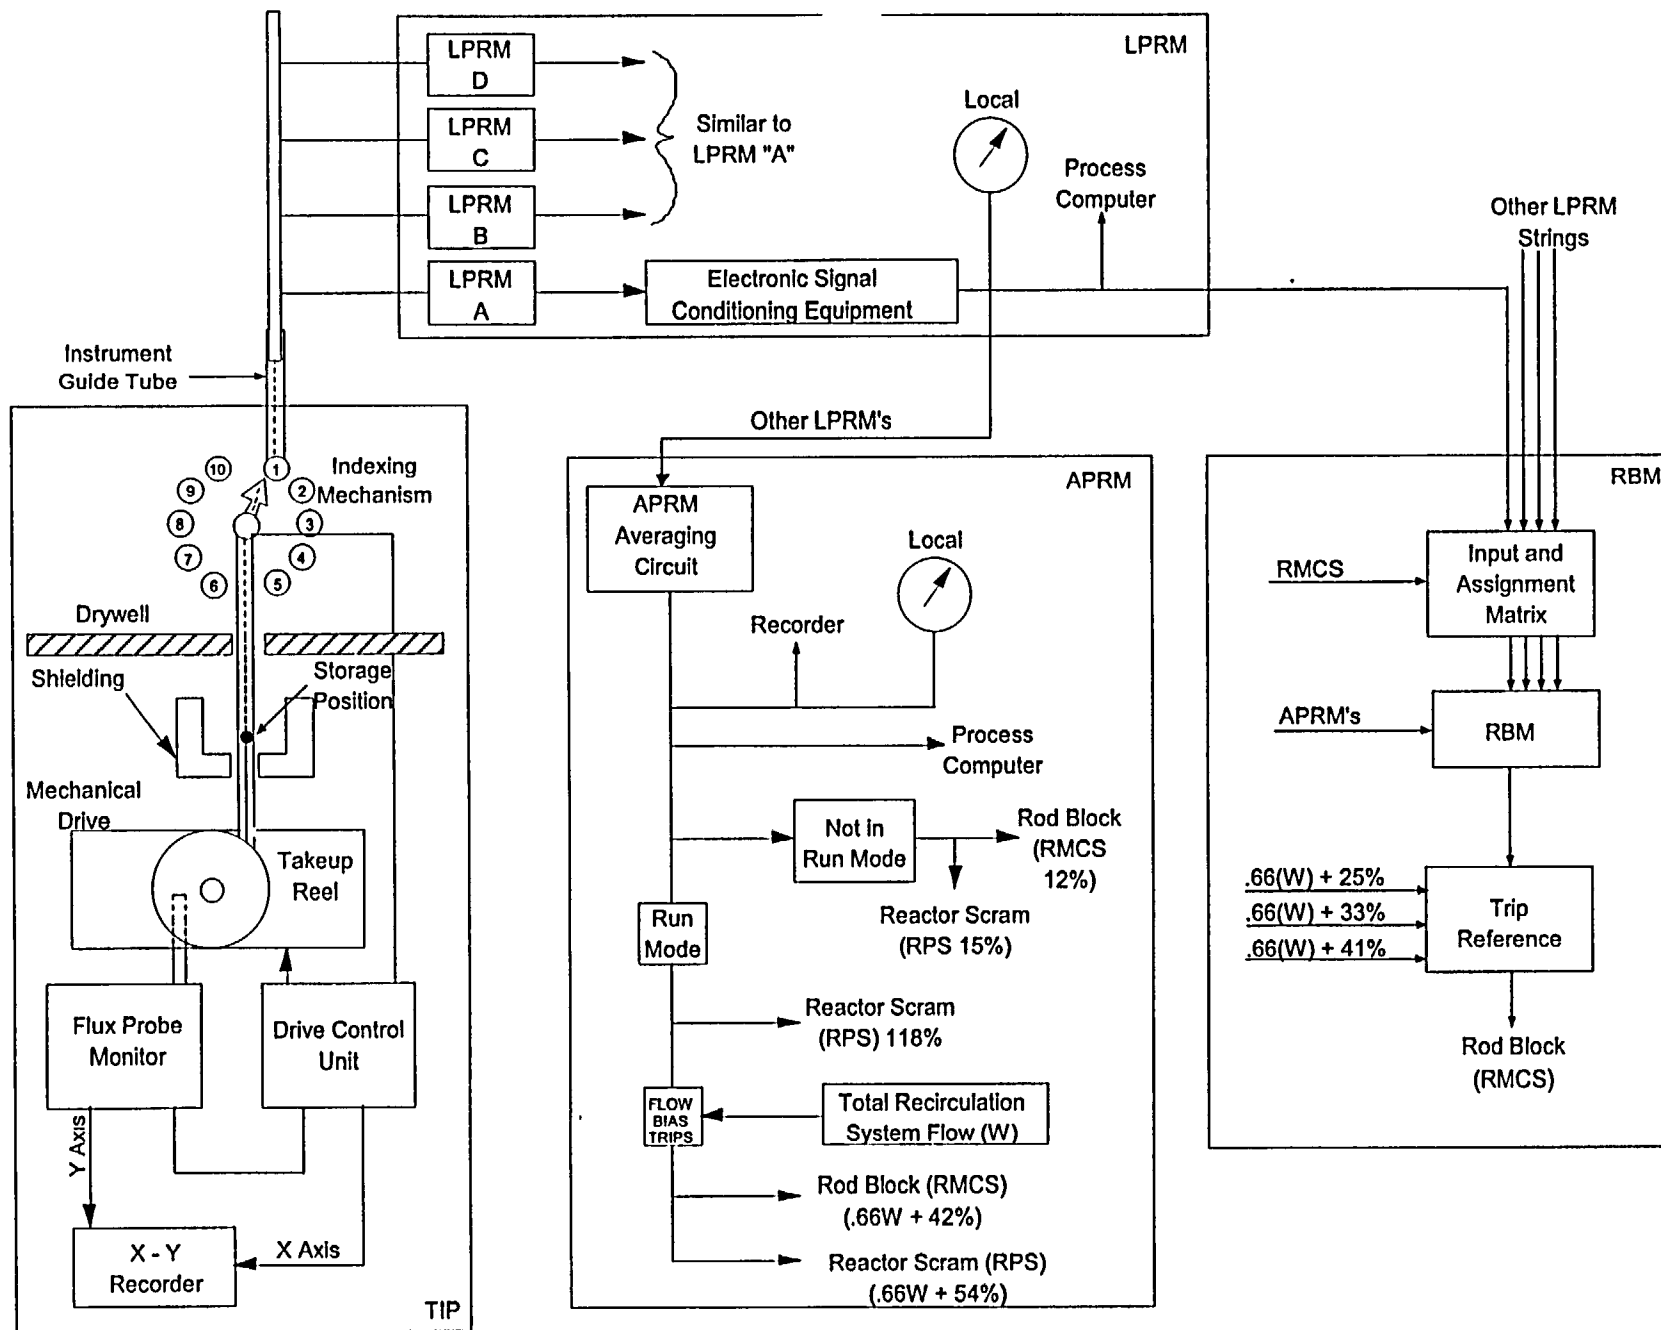 LPRM
LPRM
D
LPRM
C
LPRM
B
LPRM
A
Similar to
LPRM "A"
Local
Process
Computer
Electronic Signal
Conditioning Equipment
Other LPRM
Strings
Instrument
Guide Tube
Other LPRM's
10
1
2
3
4
5
6
7
8
9
Indexing
Mechanism
Drywell
Shielding
Storage
Position
Mechanical
Drive
Takeup
Reel
Flux Probe
Monitor
Drive Control
Unit
Y Axis
X Axis
X - Y
Recorder
TIP
APRM
APRM
Averaging
Circuit
Local
Recorder
Process
Computer
Not in
Run Mode
Rod Block
(RMCS
12%)
Reactor Scram
(RPS 15%)
Run
Mode
Reactor Scram
(RPS) 118%
FLOW
BIAS
TRIPS
Total Recirculation
System Flow (W)
Rod Block (RMCS)
(.66W + 42%)
Reactor Scram (RPS)
(.66W + 54%)
RBM
RMCS
Input and
Assignment
Matrix
APRM's
RBM
.66(W) + 25%
.66(W) + 33%
.66(W) + 41%
Trip
Reference
Rod Block
(RMCS)